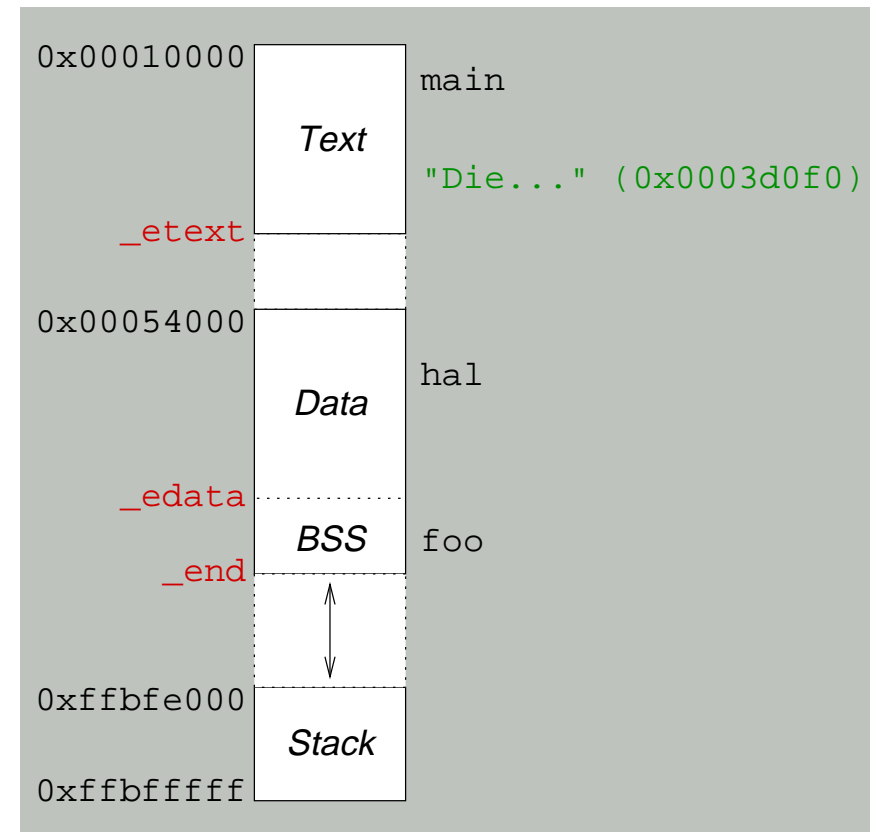 0x00010000
main
Text
"Die..." (0x0003d0f0)
_etext
0x00054000
hal
Data
_edata
BSS
foo
_end
0xffbfe000
Stack
0xffbfffff